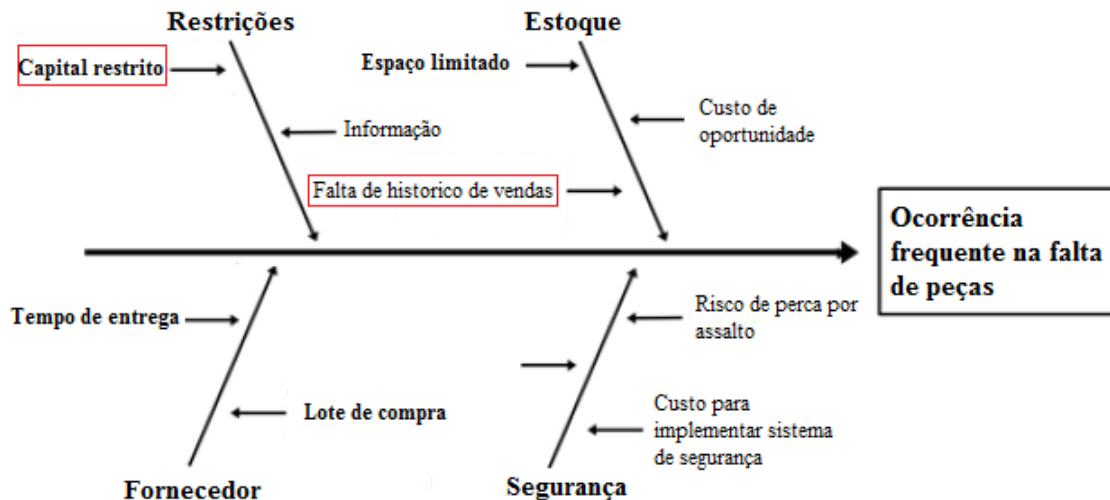 Restrições
Estoque
Capital restrito
Espaço limitado
Informação
Custo de
oportunidade
Falta de historico de vendas
Ocorrência
frequente na falta
de peças
Tempo de entrega
Risco de perca por
assalto
Lote de compra
Custo para
implementar sistema
de segurança
Fornecedor
Segurança